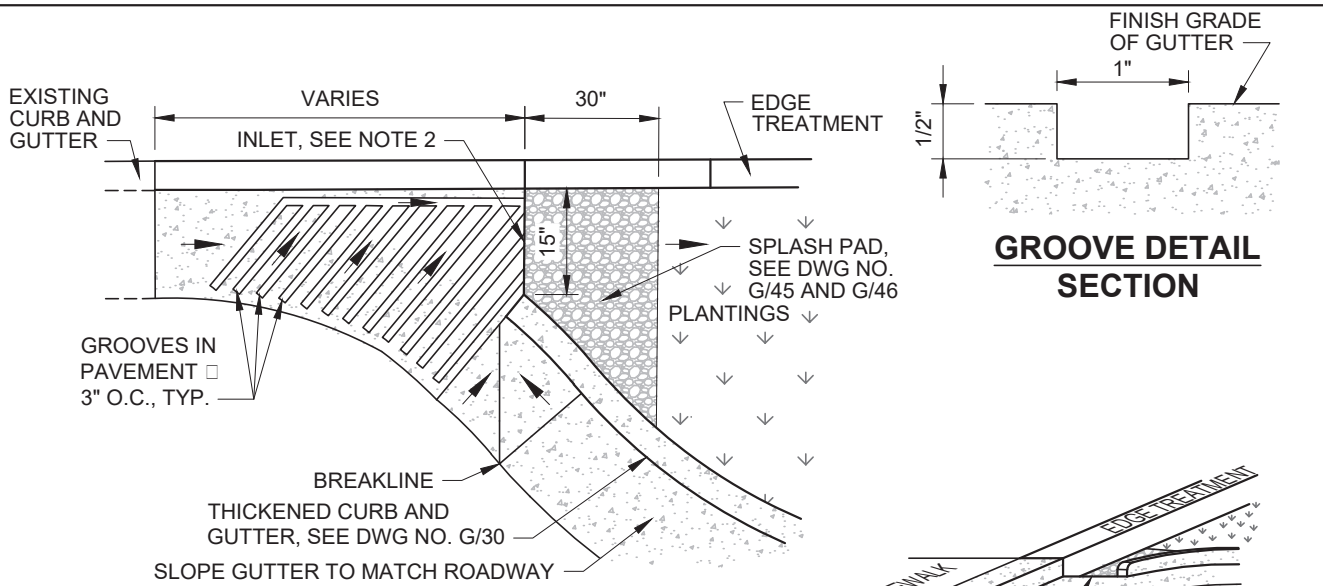 EXISTING
CURB AND
GUTTER
VARIES
30"
INLET, SEE NOTE 2
EDGE
TREATMENT
15"
SPLASH PAD,
SEE DWG NO.
G/45 AND G/46
PLANTINGS
GROOVES IN
PAVEMENT □
3" O.C., TYP.
BREAKLINE
THICKENED CURB AND
GUTTER, SEE DWG NO. G/30
SLOPE GUTTER TO MATCH ROADWAY
FINISH GRADE
OF GUTTER
1"
1/2"
GROOVE DETAIL
SECTION
EDGE TREATMENT